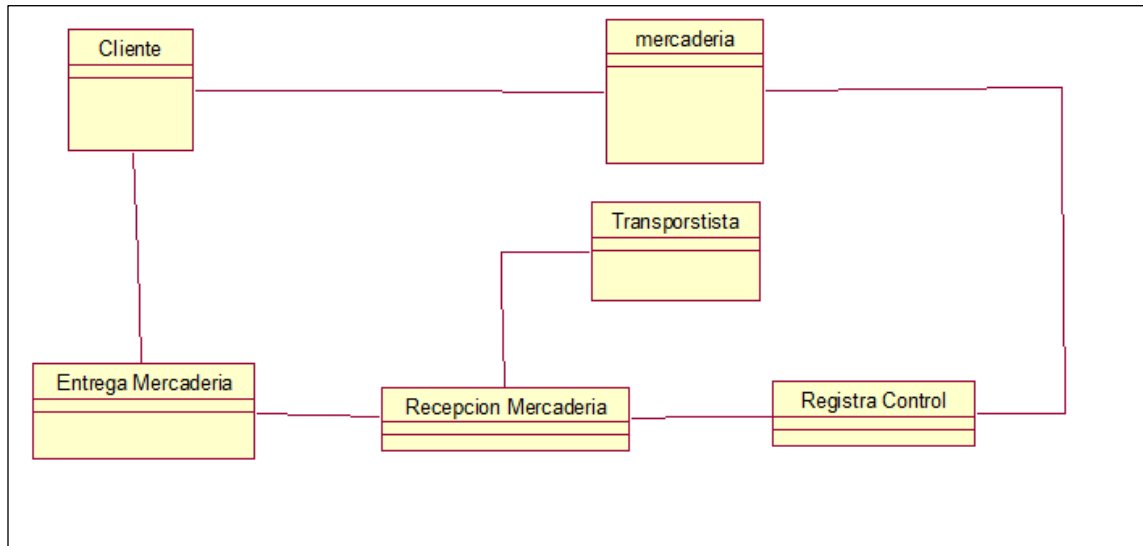 Cliente
mercaderia
Transporstista
Entrega Mercaderia
Recepcion Mercaderia
Registra Control